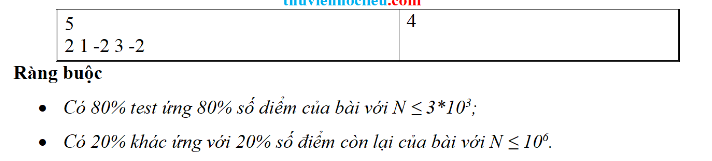 thuvienhoclieu.com
5
2 1 -2 3 -2
4
Ràng buộc
• Có 80% test ứng 80% số điểm của bài với N ≤ 3*10³;
• Có 20% khác ứng với 20% số điểm còn lại của bài với N ≤ 10⁶.